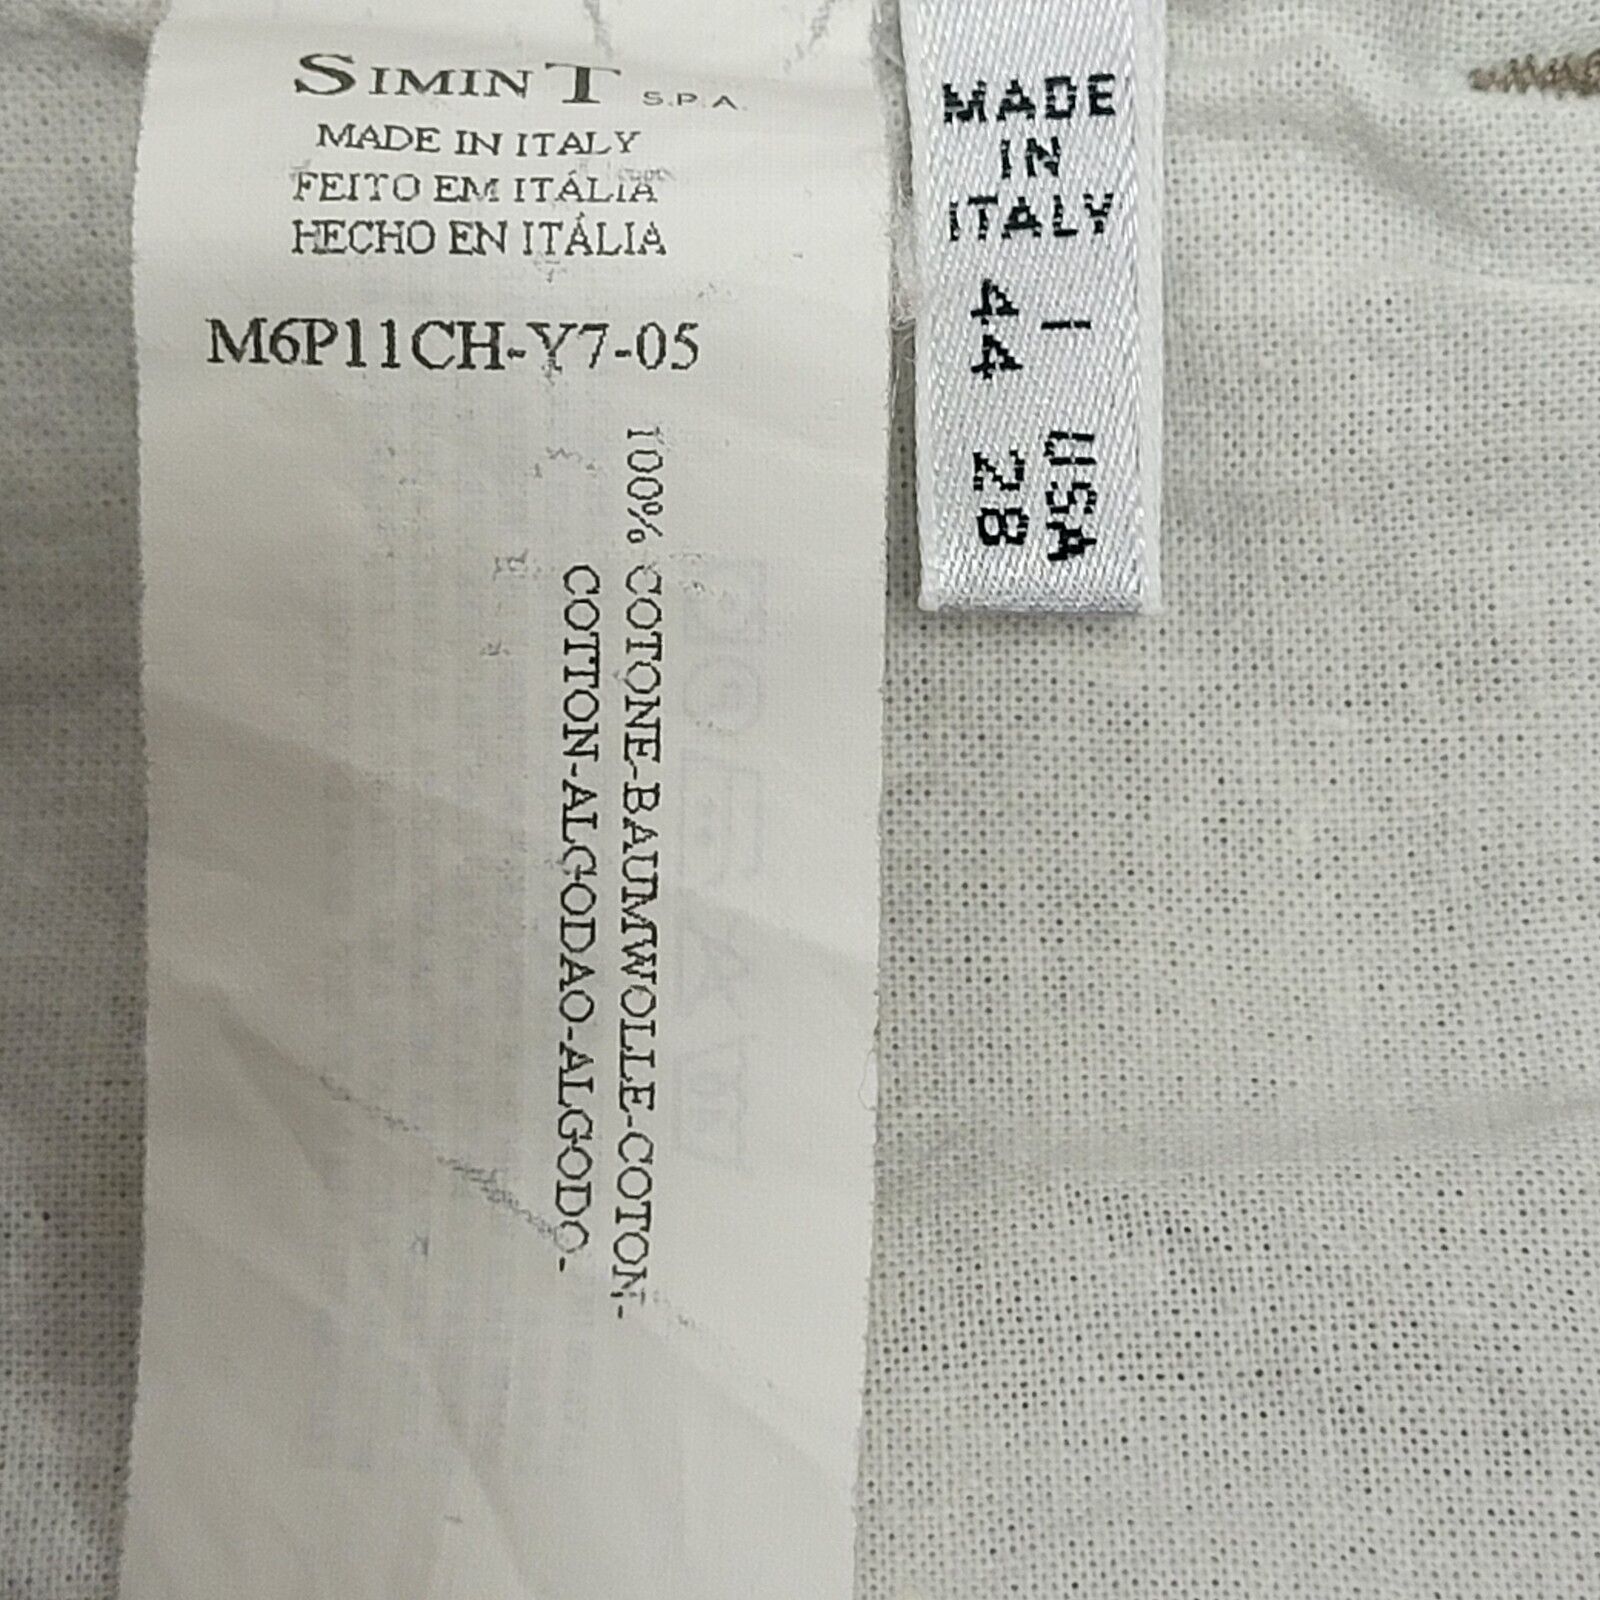 SIMINT S.P.A.
MADE IN ITALY
FEITO EM ITÁLIA
HECHO EN ITÁLIA
M6P11CH-Y7-05
100% COTONE-BAUMWOLLE-COTON-
COTTON-ALGODAO-ALGODO-
MADE
IN
ITALY
I USA
44 28